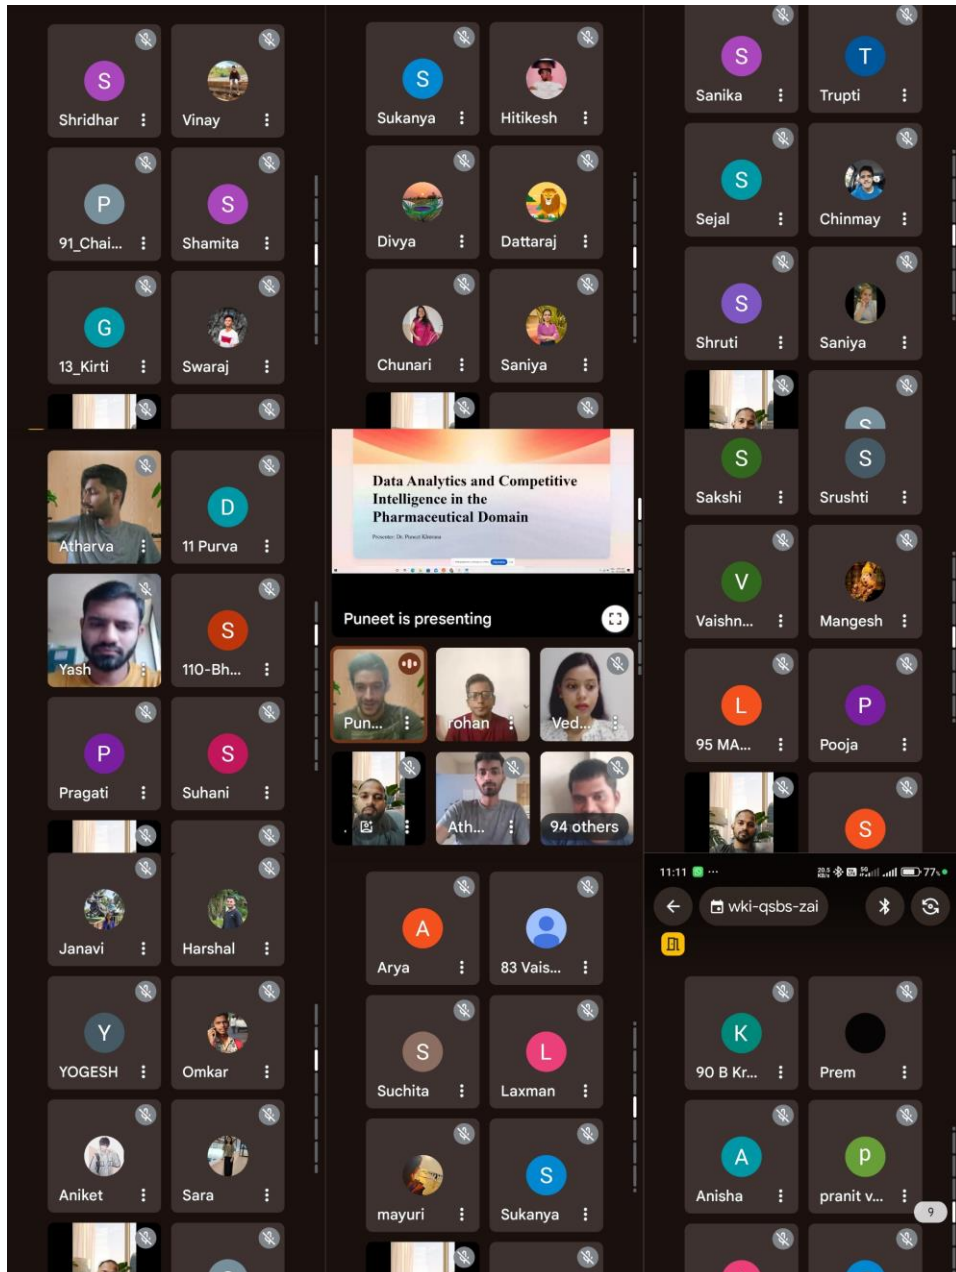 S
Shridhar
Vinay
P
91_Chai...
S
Shamita
G
13_Kirti
Swaraj
S
Sukanya
Hitikesh
Divya
Dattaraj
Chunari
Saniya
S
Sanika
T
Trupti
S
Sejal
Chinmay
S
Shruti
Saniya
S
Atharva
D
11 Purva
Yash
S
110-Bh...
P
Pragati
S
Suhani
Data Analytics and Competitive
Intelligence in the
Pharmaceutical Domain
Presenter: Dr. Puneet Khurana
Puneet is presenting
Pun...
rohan
Ved...
Ath...
94 others
S
Sakshi
S
Srushti
V
Vaishn...
Mangesh
L
95 MA...
P
Pooja
S
Janavi
Harshal
Y
YOGESH
Omkar
Aniket
Sara
A
Arya
83 Vais...
S
Suchita
L
Laxman
mayuri
S
Sukanya
11:11
77%
wki-qsbs-zai
K
90 B Kr...
Prem
A
Anisha
p
pranit v...
9